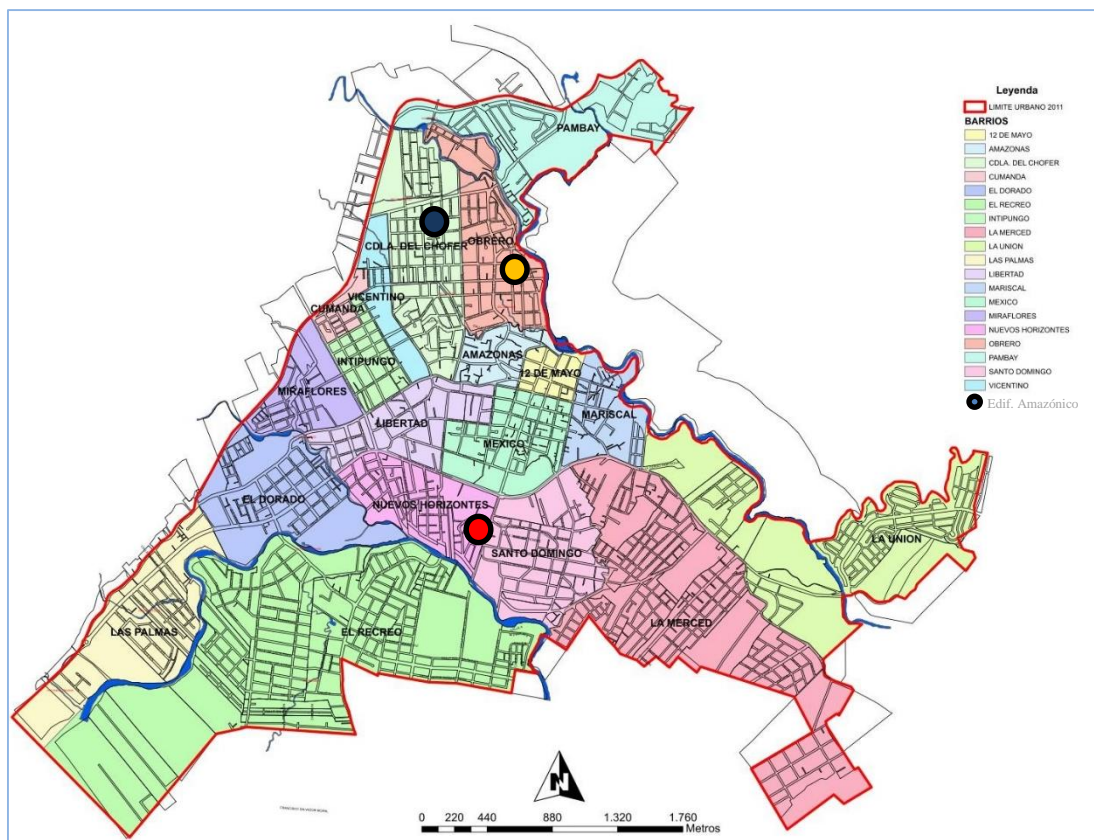 Leyenda
LIMITE URBANO 2011
BARRIOS
12 DE MAYO
AMAZONAS
CDLA. DEL CHOFER
CUMANDA
EL DORADO
EL RECREO
INTIPUNGO
LA MERCED
LA UNION
LAS PALMAS
LIBERTAD
MARISCAL
MEXICO
MIRAFLORES
NUEVOS HORIZONTES
OBRERO
PAMBAY
SANTO DOMINGO
VICENTINO
Edif. Amazónico
PAMBAY
OBRERO
CDLA. DEL CHOFER
VICENTINO
CUMANDA
AMAZONAS
INTIPUNGO
12 DE MAYO
MIRAFLORES
MARISCAL
LIBERTAD
MEXICO
EL DORADO
NUEVOS HORIZONTES
LA UNION
SANTO DOMINGO
LA MERCED
LAS PALMAS
EL RECREO
N
0 220 440 880 1.320 1.760
Metros